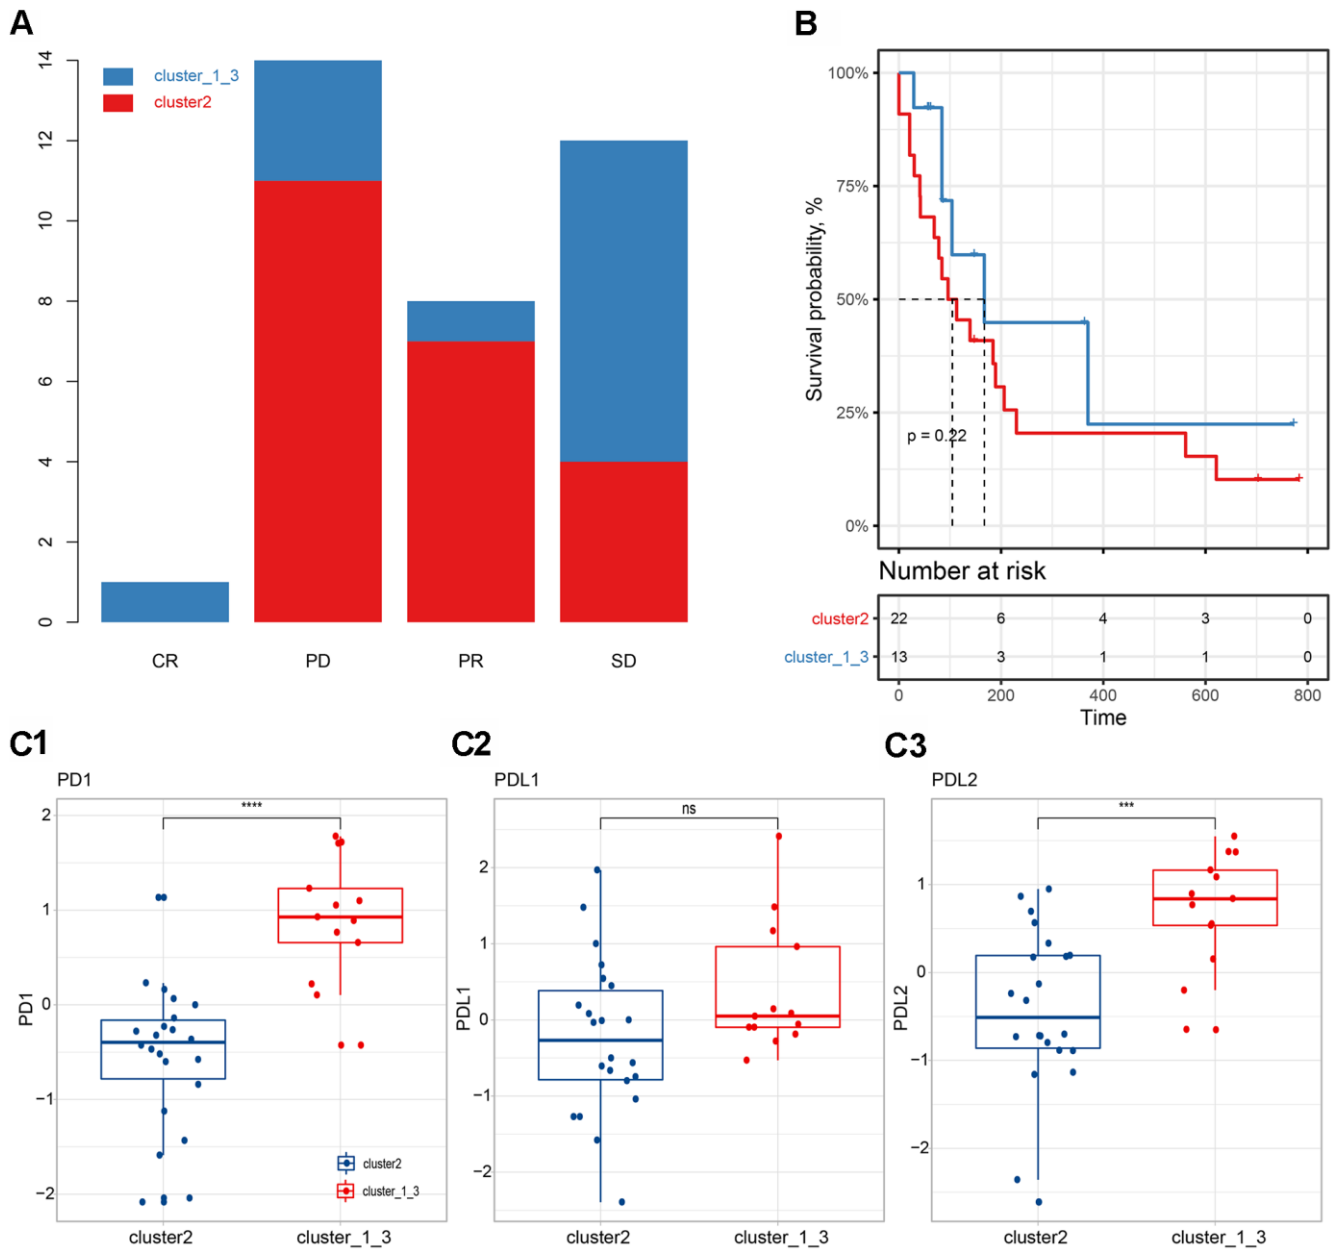 A
14
12
10
8
6
4
2
0
cluster_1_3
cluster2
CR
PD
PR
SD
B
Survival probability, %
100%
75%
50%
25%
0%
p = 0.22
Number at risk
cluster2 22 6 4 3 0
cluster_1_3 13 3 1 1 0
0 200 400 600 800
Time
C1
PD1
****
PD1
2
1
0
−1
−2
cluster2
cluster_1_3
cluster2
cluster_1_3
C2
PDL1
ns
PDL1
2
1
0
−1
−2
cluster2
cluster_1_3
C3
PDL2
***
PDL2
1
0
−1
−2
cluster2
cluster_1_3